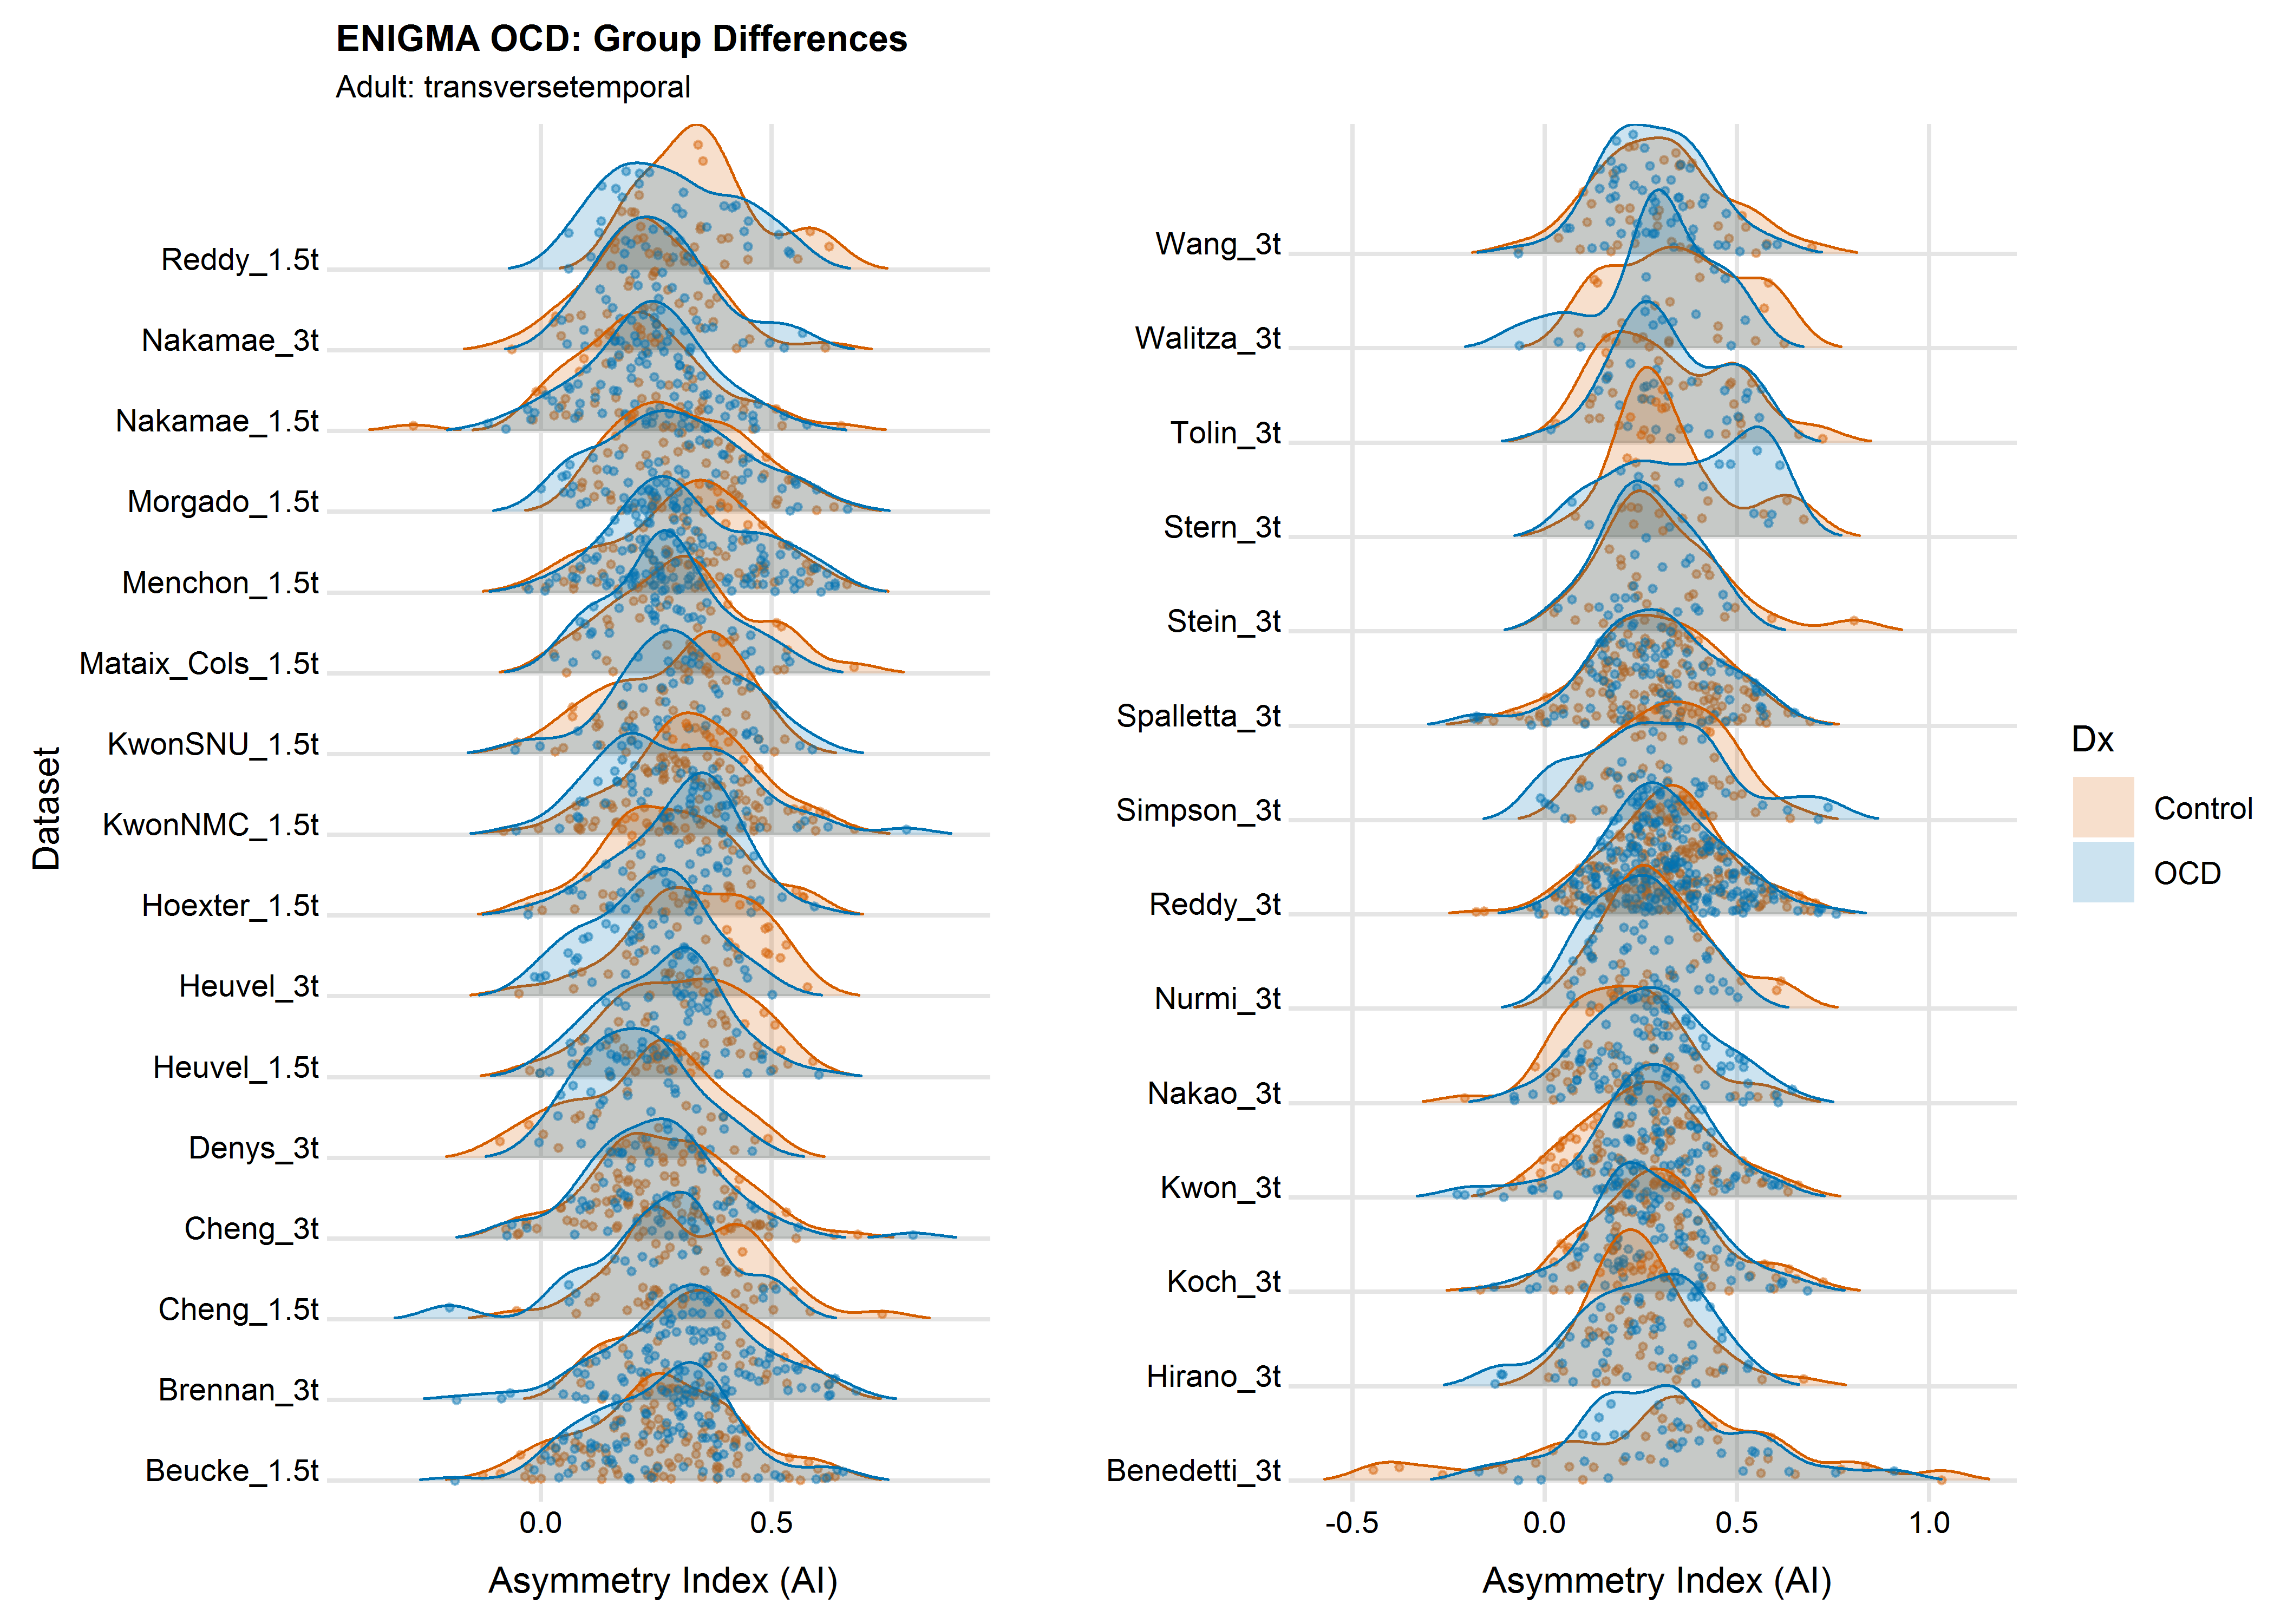 ENIGMA OCD: Group Differences
Adult: transversetemporal
Dataset
Reddy_1.5t
Nakamae_3t
Nakamae_1.5t
Morgado_1.5t
Menchon_1.5t
Mataix_Cols_1.5t
KwonSNU_1.5t
KwonNMC_1.5t
Hoexter_1.5t
Heuvel_3t
Heuvel_1.5t
Denys_3t
Cheng_3t
Cheng_1.5t
Brennan_3t
Beucke_1.5t
0.0 0.5
Asymmetry Index (AI)
Wang_3t
Walitza_3t
Tolin_3t
Stern_3t
Stein_3t
Spalletta_3t
Simpson_3t
Reddy_3t
Nurmi_3t
Nakao_3t
Kwon_3t
Koch_3t
Hirano_3t
Benedetti_3t
-0.5 0.0 0.5 1.0
Asymmetry Index (AI)
Dx
Control
OCD